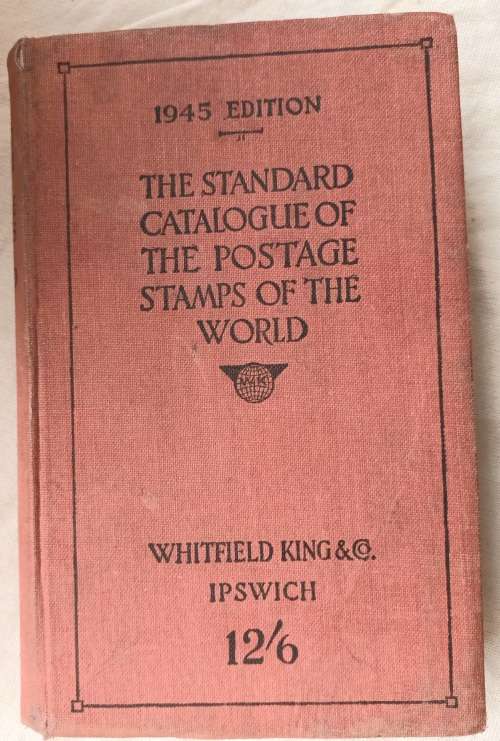 1945 EDITION
THE STANDARD
CATALOGUE OF
THE POSTAGE
STAMPS OF THE
WORLD
WK
WHITFIELD KING & CO.
IPSWICH
12/6